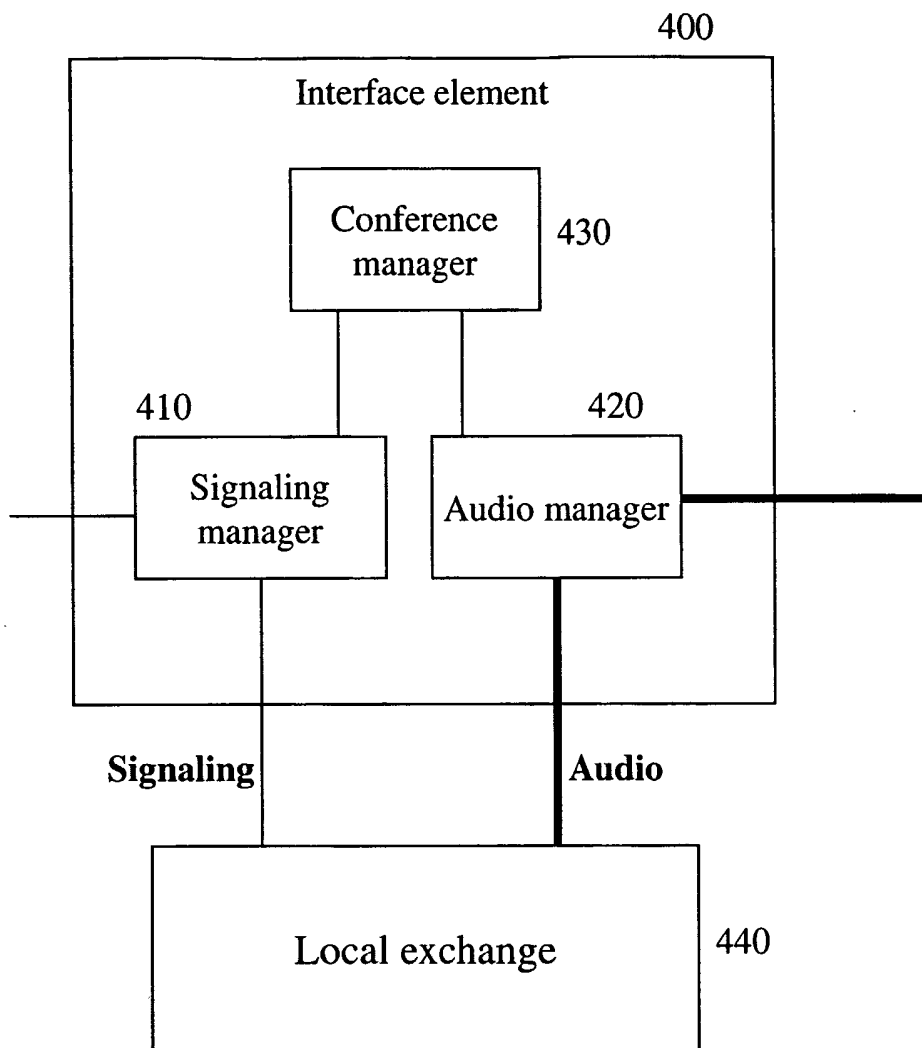 400
Interface element
Conference
manager
430
410
420
Signaling
manager
Audio manager
Signaling
Audio
Local exchange
440